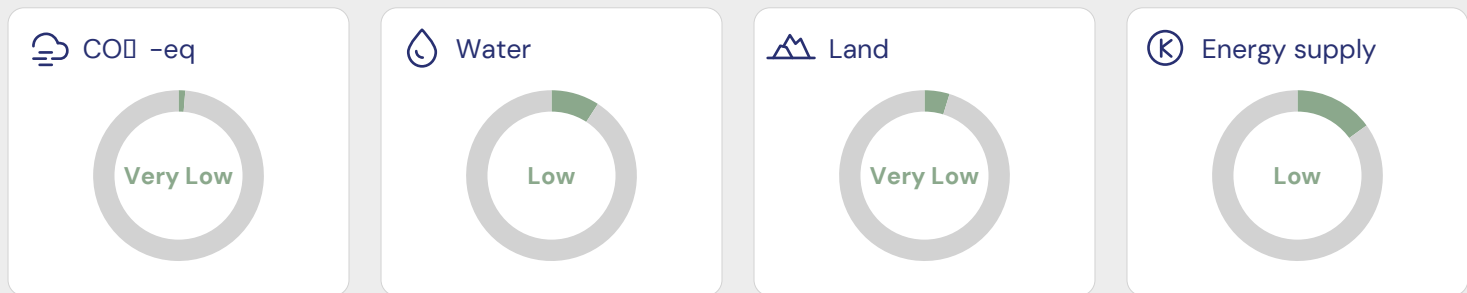 CO▯ -eq
Water
Land
Energy supply
Very Low
Low
Very Low
Low